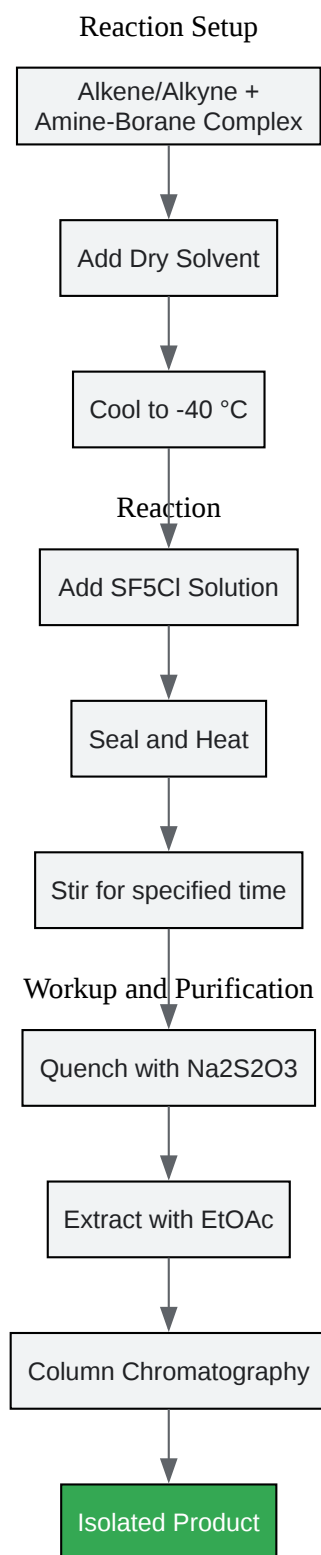 Reaction Setup
Alkene/Alkyne +
Amine-Borane Complex
Add Dry Solvent
Cool to -40 °C
Reaction
Add SF5Cl Solution
Seal and Heat
Stir for specified time
Workup and Purification
Quench with Na2S2O3
Extract with EtOAc
Column Chromatography
Isolated Product